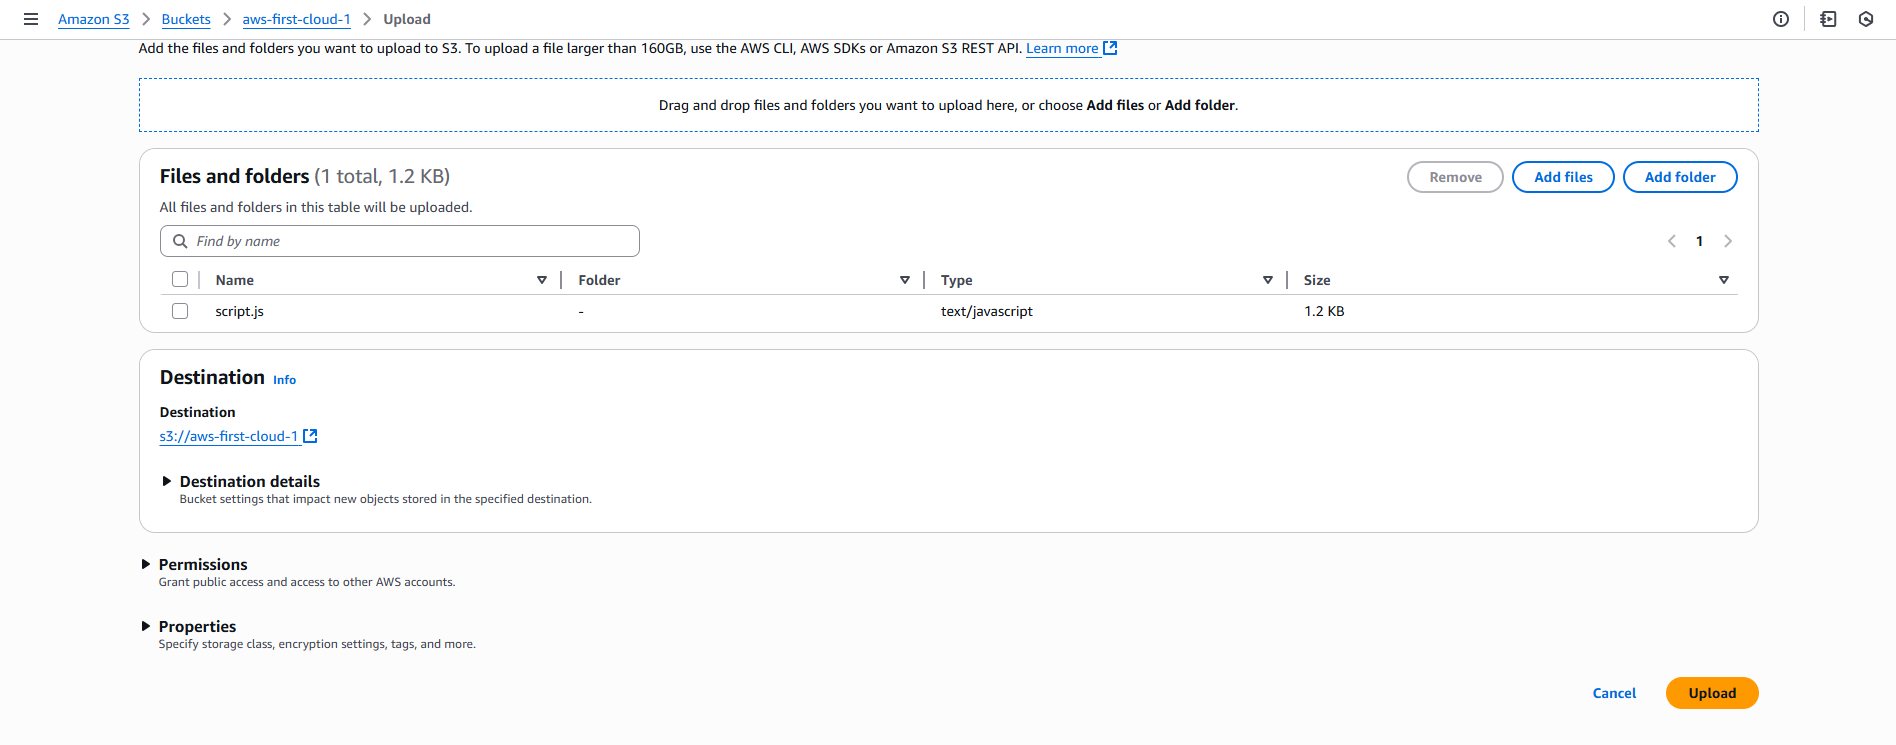 Amazon S3 > Buckets > aws-first-cloud-1 > Upload
Add the files and folders you want to upload to S3. To upload a file larger than 160GB, use the AWS CLI, AWS SDKs or Amazon S3 REST API. Learn more
Drag and drop files and folders you want to upload here, or choose Add files or Add folder.
Files and folders (1 total, 1.2 KB)
Remove Add files Add folder
All files and folders in this table will be uploaded.
Find by name
1
Name Folder Type Size
script.js - text/javascript 1.2 KB
Destination Info
Destination
s3://aws-first-cloud-1
Destination details
Bucket settings that impact new objects stored in the specified destination.
Permissions
Grant public access and access to other AWS accounts.
Properties
Specify storage class, encryption settings, tags, and more.
Cancel Upload